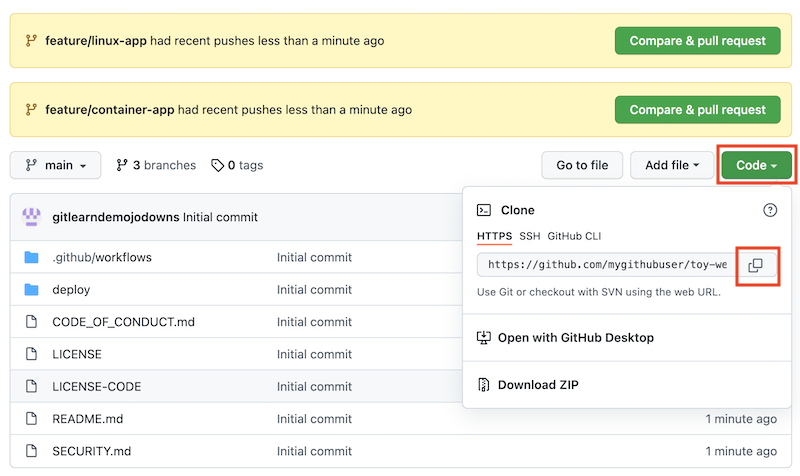 feature/linux-app had recent pushes less than a minute ago Compare & pull request
feature/container-app had recent pushes less than a minute ago Compare & pull request
main 3 branches 0 tags Go to file Add file Code
gitlearndemojodowns Initial commit
.github/workflows Initial commit
deploy Initial commit
CODE_OF_CONDUCT.md Initial commit
LICENSE Initial commit
LICENSE-CODE Initial commit
README.md Initial commit 1 minute ago
SECURITY.md Initial commit 1 minute ago
Clone
HTTPS SSH GitHub CLI
https://github.com/mygithubuser/toy-we
Use Git or checkout with SVN using the web URL.
Open with GitHub Desktop
Download ZIP